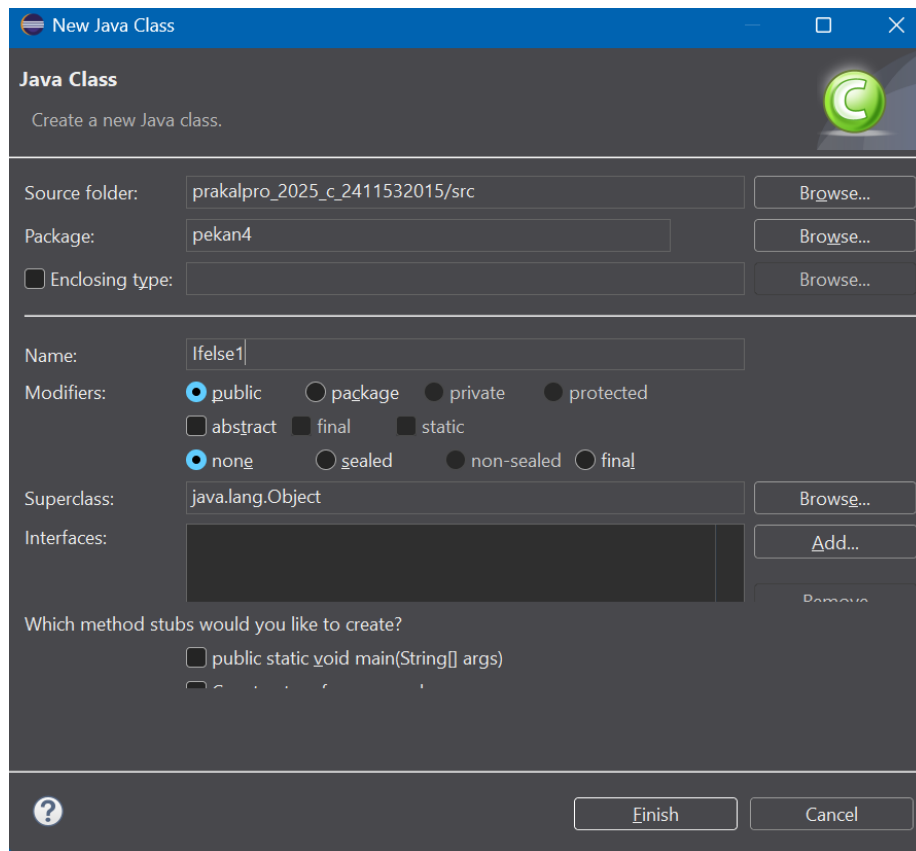 New Java Class
Java Class
Create a new Java class.
Source folder: prakalpro_2025_c_2411532015/src Browse...
Package: pekan4 Browse...
Enclosing type: Browse...
Name: Ifelse1
Modifiers: public package private protected
abstract final static
none sealed non-sealed final
Superclass: java.lang.Object Browse...
Interfaces: Add...
Remove
Which method stubs would you like to create?
public static void main(String[] args)
Finish Cancel